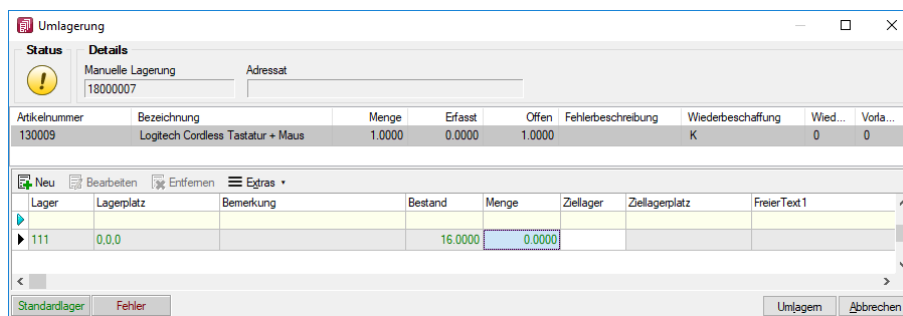 Umlagerung
Status Details
Manuelle Lagerung Adressat
18000007
Artikelnummer Bezeichnung Menge Erfasst Offen Fehlerbeschreibung Wiederbeschaffung Wied... Vorla...
130009 Logitech Cordless Tastatur + Maus 1.0000 0.0000 1.0000 K 0 0
Neu Bearbeiten Entfernen Extras
Lager Lagerplatz Bemerkung Bestand Menge Ziellager Ziellagerplatz FreierText1
111 0,0,0 16.0000 0.0000
Standardlager Fehler Umlagern Abbrechen